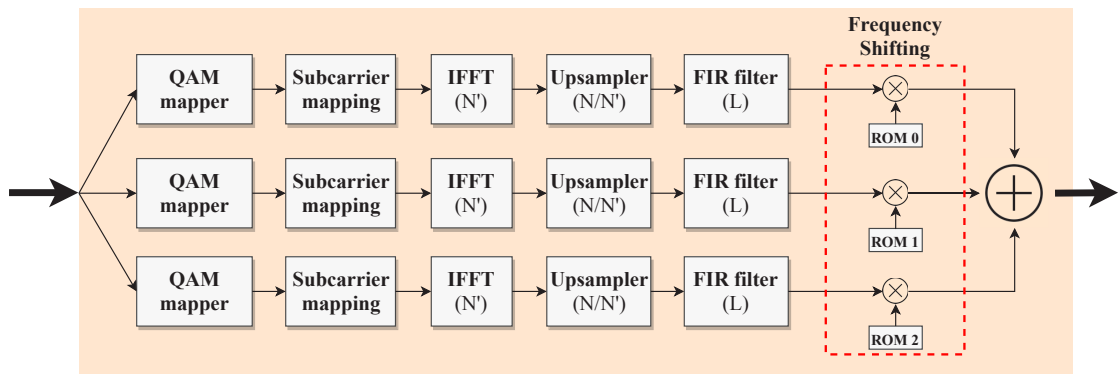 Frequency
Shifting
QAM
mapper
Subcarrier
mapping
IFFT
(N')
Upsampler
(N/N')
FIR filter
(L)
ROM 0
QAM
mapper
Subcarrier
mapping
IFFT
(N')
Upsampler
(N/N')
FIR filter
(L)
ROM 1
QAM
mapper
Subcarrier
mapping
IFFT
(N')
Upsampler
(N/N')
FIR filter
(L)
ROM 2